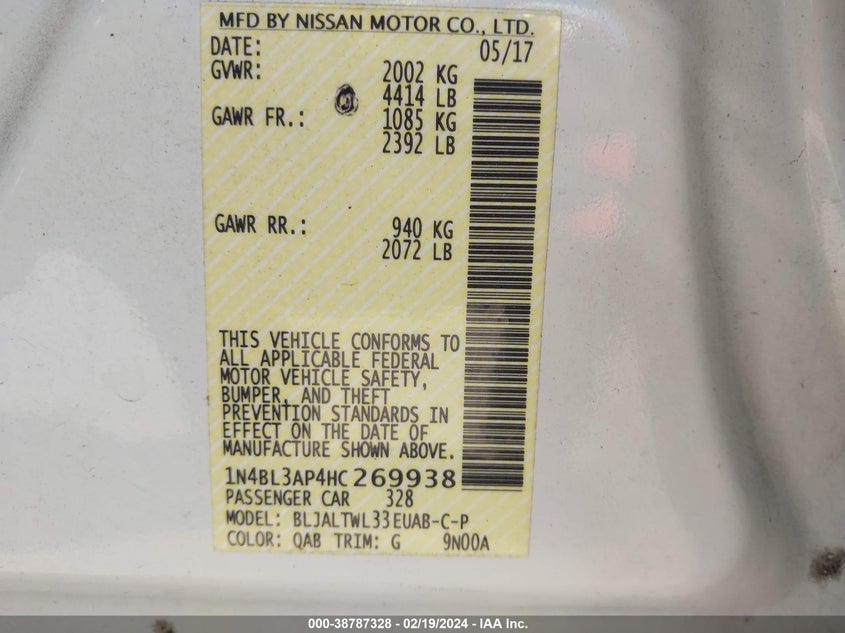 MFD BY NISSAN MOTOR CO., LTD.
DATE: 05/17
GVWR: 2002 KG
4414 LB
GAWR FR.: 1085 KG
2392 LB
GAWR RR.: 940 KG
2072 LB
THIS VEHICLE CONFORMS TO
ALL APPLICABLE FEDERAL
MOTOR VEHICLE SAFETY,
BUMPER, AND THEFT
PREVENTION STANDARDS IN
EFFECT ON THE DATE OF
MANUFACTURE SHOWN ABOVE.
1N4BL3AP4HC269938
PASSENGER CAR 328
MODEL: BLJALTWL33EUAB-C-P
COLOR: QAB TRIM: G 9N00A
000-38787328 - 02/19/2024 - IAA Inc.